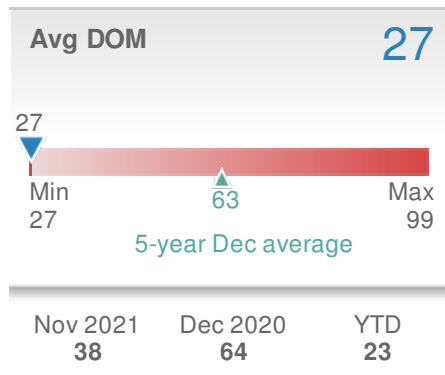 Avg DOM 27
27
Min Max
27 63 99
5-year Dec average
Nov 2021 Dec 2020 YTD
38 64 23